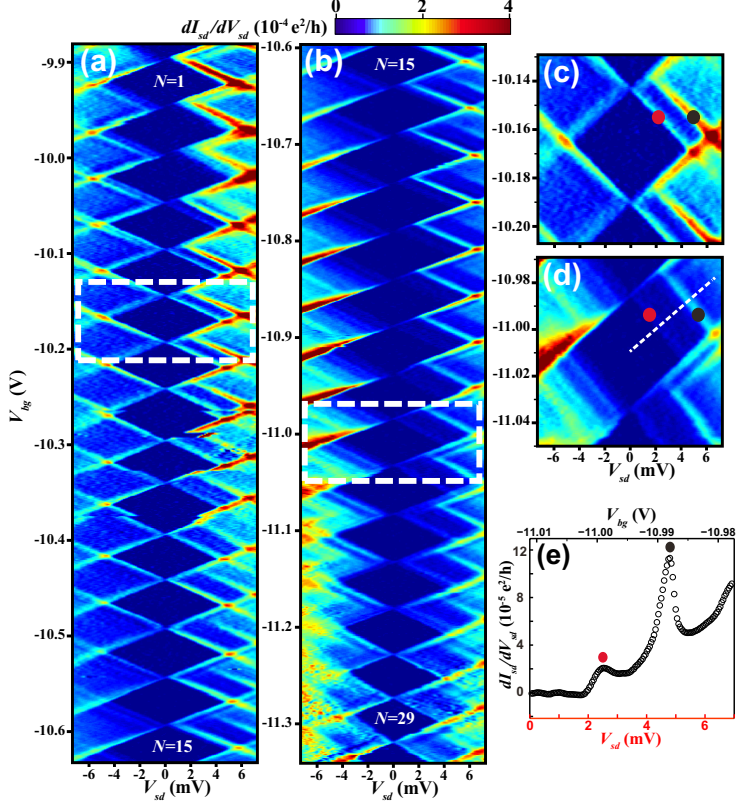 dI_sd/dV_sd (10^-4 e^2/h)
0 2 4
(a)
N=1
N=15
-9.9
-10.0
-10.1
-10.2
-10.3
-10.4
-10.5
-10.6
V_bg (V)
-6 -4 -2 0 2 4 6
V_sd (mV)
(b)
N=15
N=29
-10.6
-10.7
-10.8
-10.9
-11.0
-11.1
-11.2
-11.3
-6 -4 -2 0 2 4 6
V_sd (mV)
(c)
-10.14
-10.16
-10.18
-10.20
(d)
-10.98
-11.00
-11.02
-11.04
-6 -4 -2 0 2 4 6
V_sd (mV)
V_bg (V)
-11.01 -11.00 -10.99 -10.98
(e)
dI_sd/dV_sd (10^-5 e^2/h)
12
8
4
0
0 2 4 6
V_sd (mV)